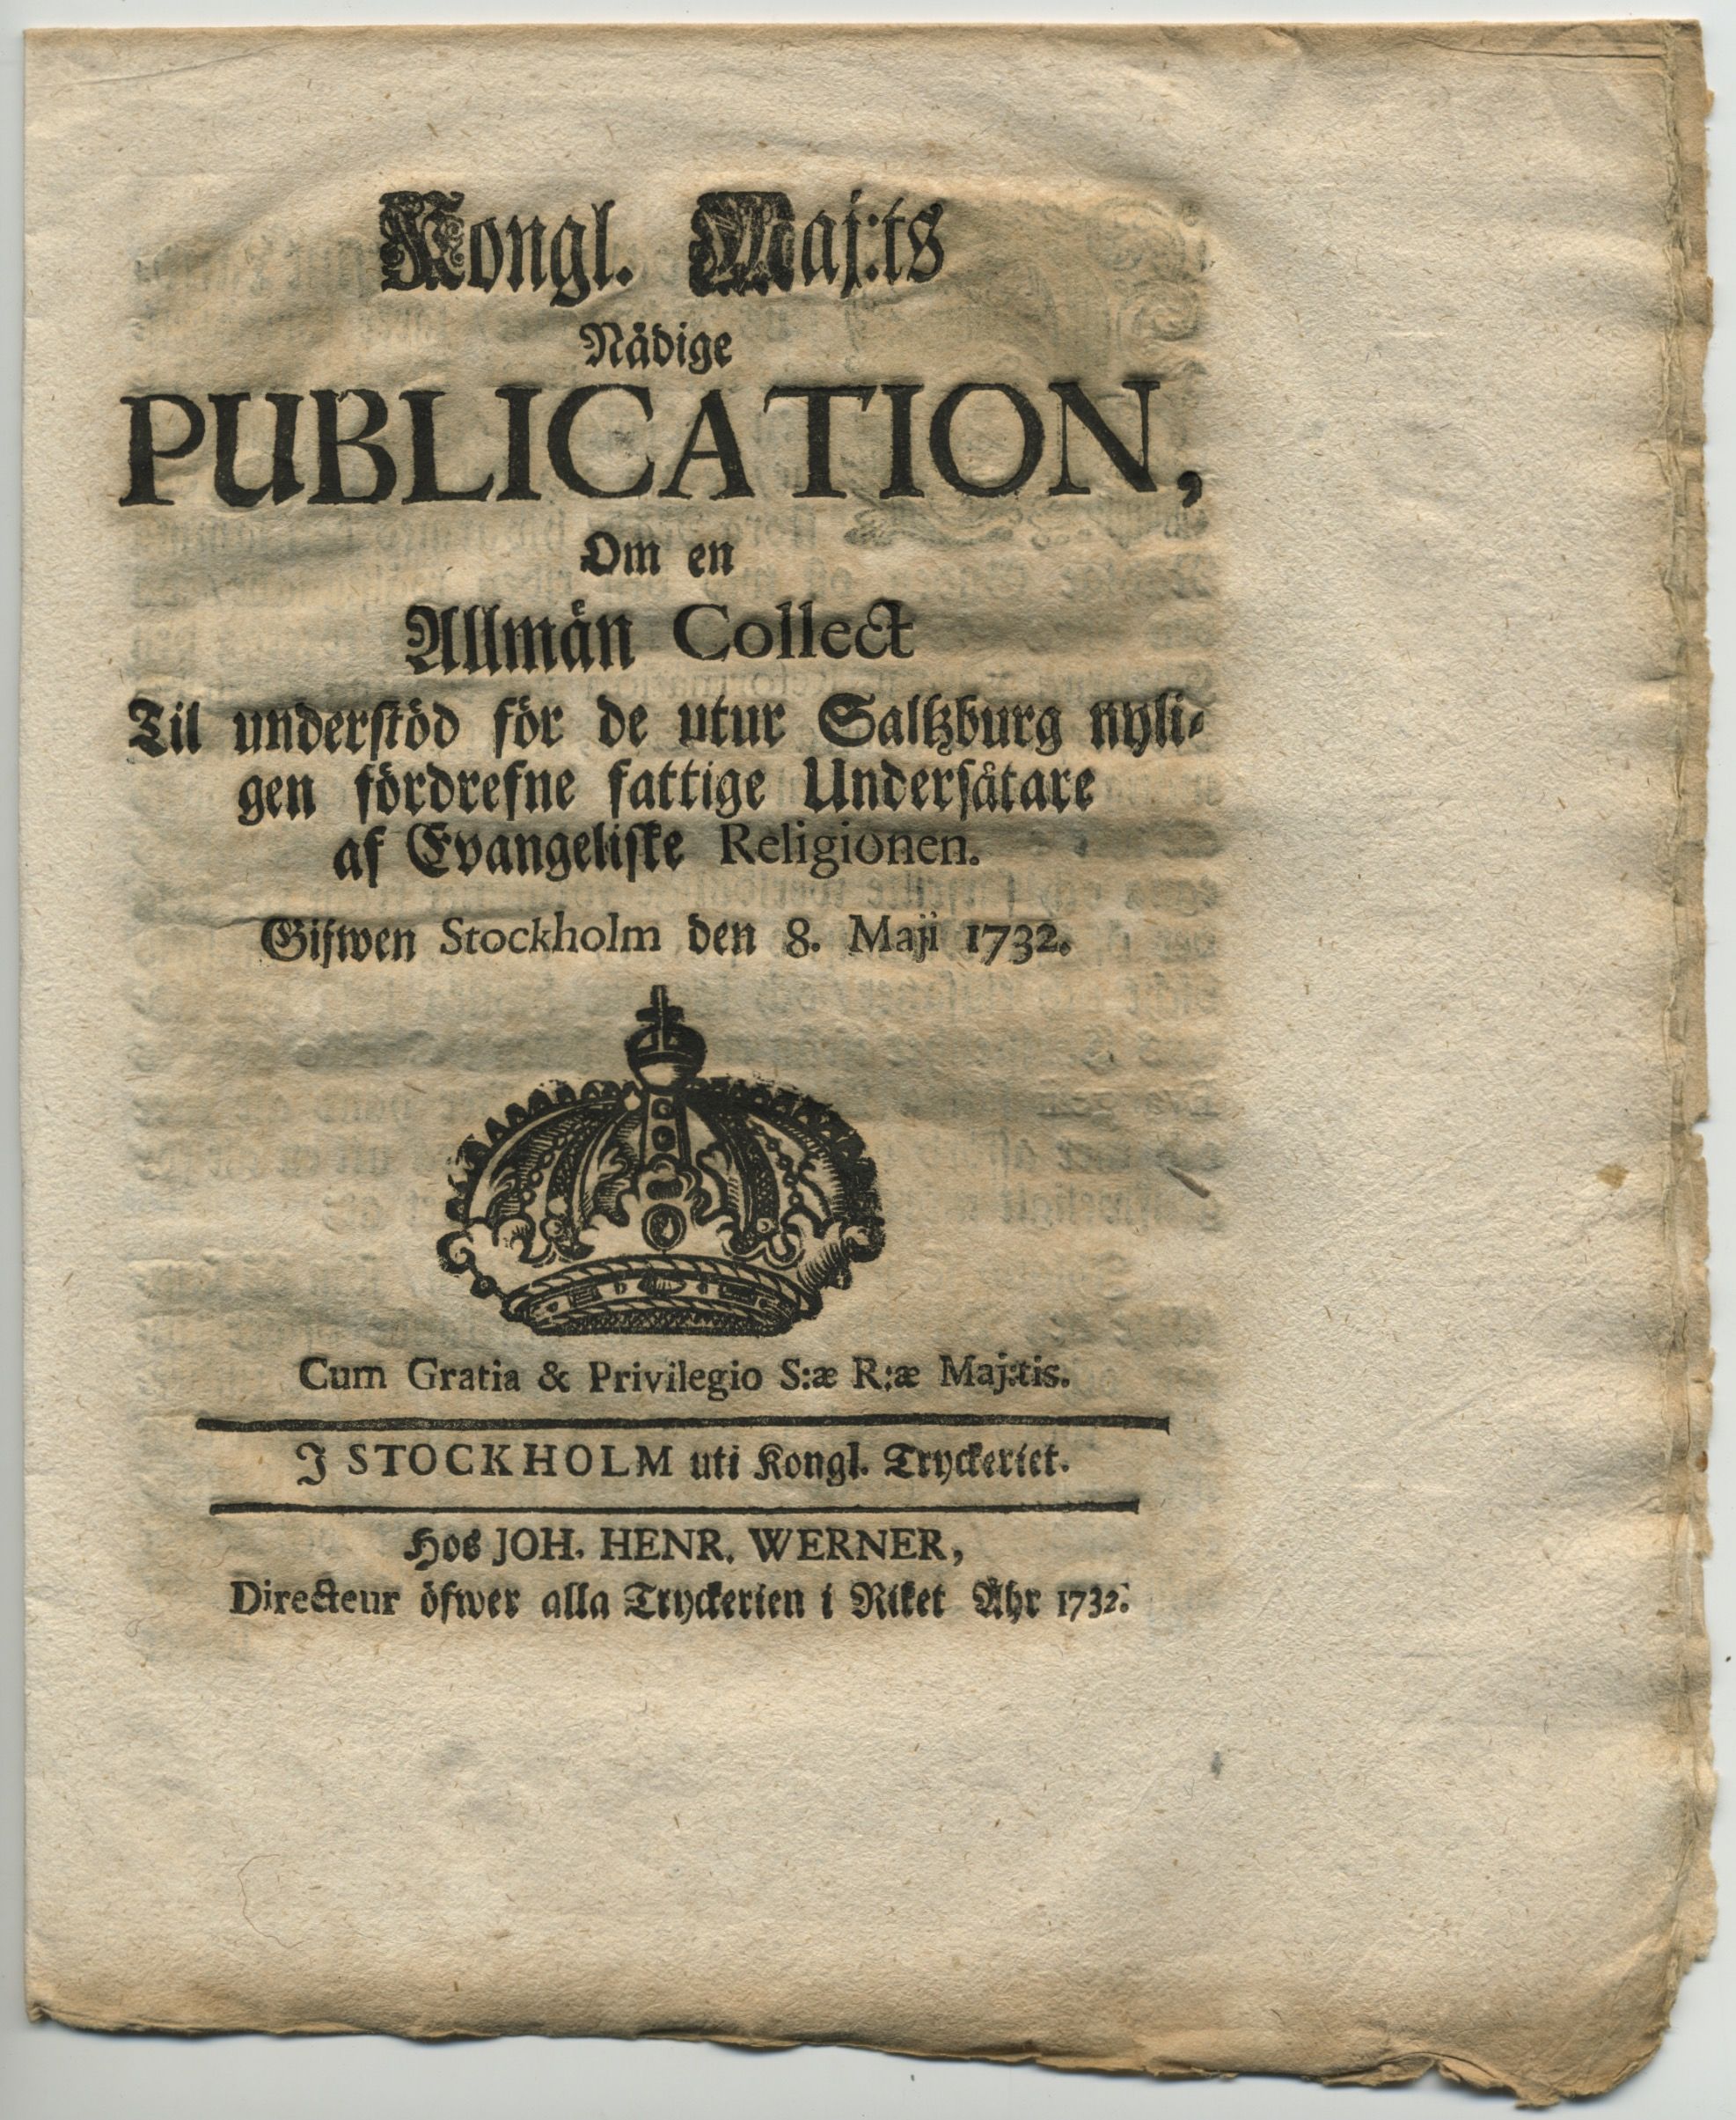 Kongl. Maj:ts
Nådige
PUBLICATION,
Om en
Allmän Collect
Til understöd för de utur Saltzburg nyli-
gen fördrefne fattige Undersåtare
af Evangeliske Religionen.
Gifwen Stockholm den 8. Maji 1732.
Cum Gratia & Privilegio S:æ R:æ Maj:tis.
J STOCKHOLM uti Kongl. Tryckeriet.
Hos JOH. HENR. WERNER,
Directeur öfwer alla Tryckerien i Riket Åhr 1732.